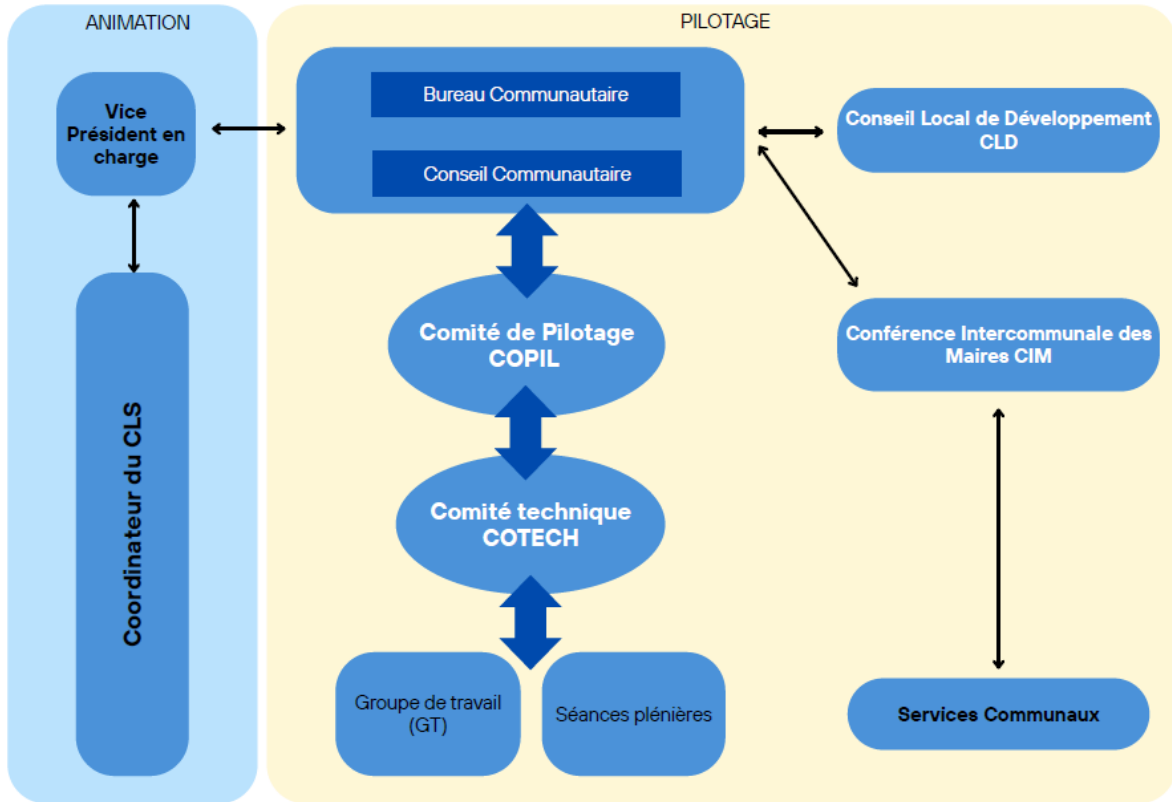 ANIMATION
PILOTAGE
Vice
Président en
charge
Coordinateur du CLS
Bureau Communautaire
Conseil Communautaire
Comité de Pilotage
COPIL
Comité technique
COTECH
Groupe de travail
(GT)
Séances plénières
Conseil Local de Développement
CLD
Conférence Intercommunale des
Maires CIM
Services Communaux